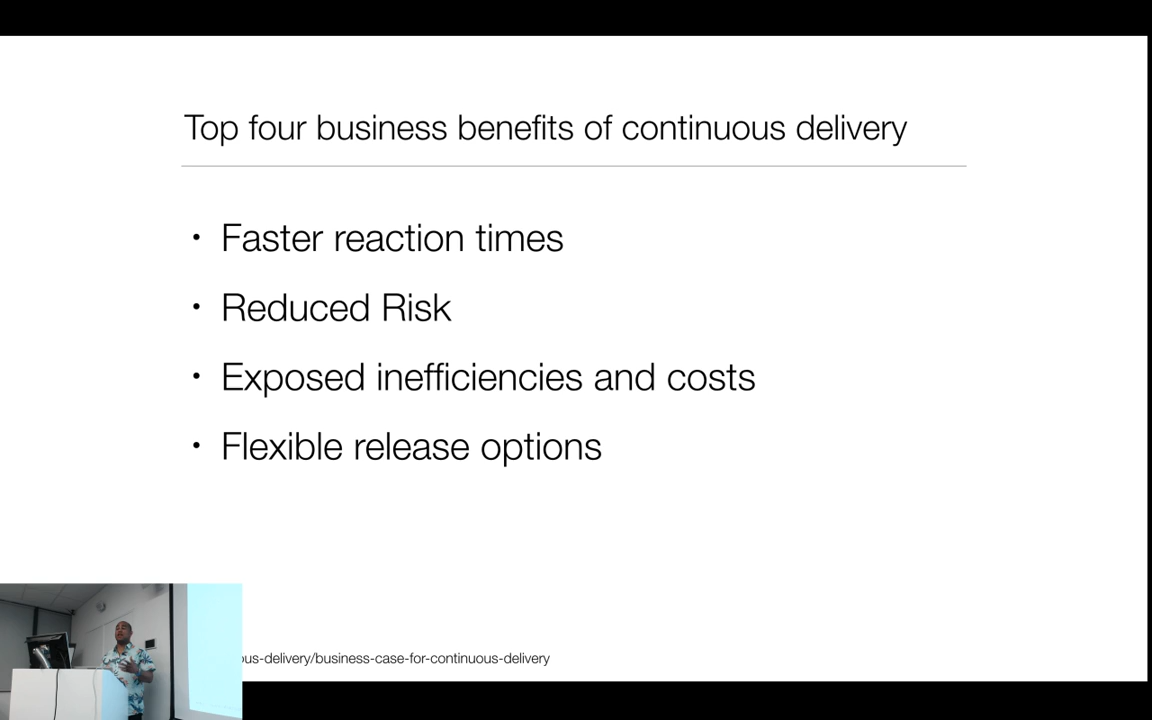 Top four business benefits of continuous delivery
• Faster reaction times
• Reduced Risk
• Exposed inefficiencies and costs
• Flexible release options
ous-delivery/business-case-for-continuous-delivery